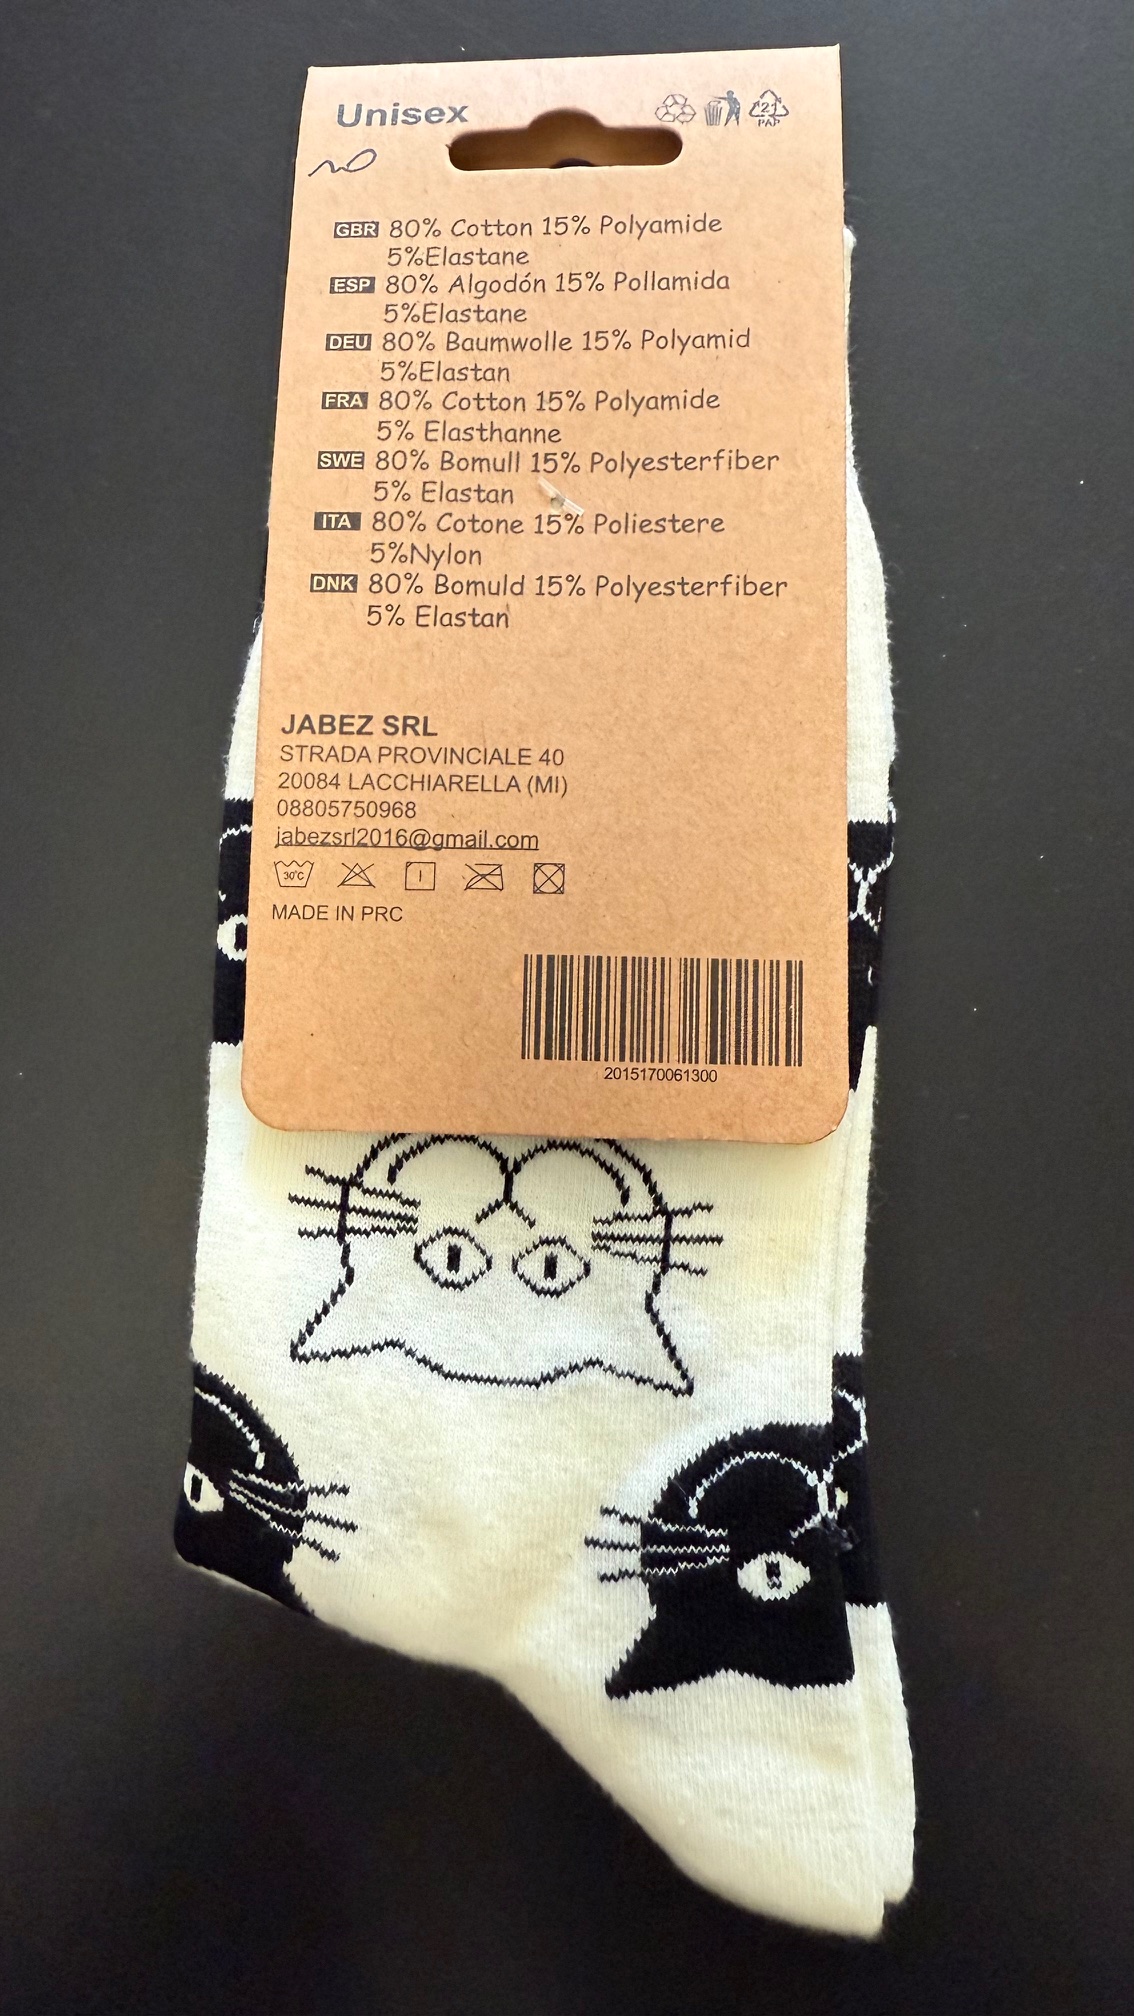 Unisex
21
PAP
GBR 80% Cotton 15% Polyamide
5%Elastane
ESP 80% Algodón 15% Pollamida
5%Elastane
DEU 80% Baumwolle 15% Polyamid
5%Elastan
FRA 80% Cotton 15% Polyamide
5% Elasthanne
SWE 80% Bomull 15% Polyesterfiber
5% Elastan
ITA 80% Cotone 15% Poliestere
5%Nylon
DNK 80% Bomuld 15% Polyesterfiber
5% Elastan
JABEZ SRL
STRADA PROVINCIALE 40
20084 LACCHIARELLA (MI)
08805750968
jabezsrl2016@gmail.com
30°C
MADE IN PRC
2015170061300